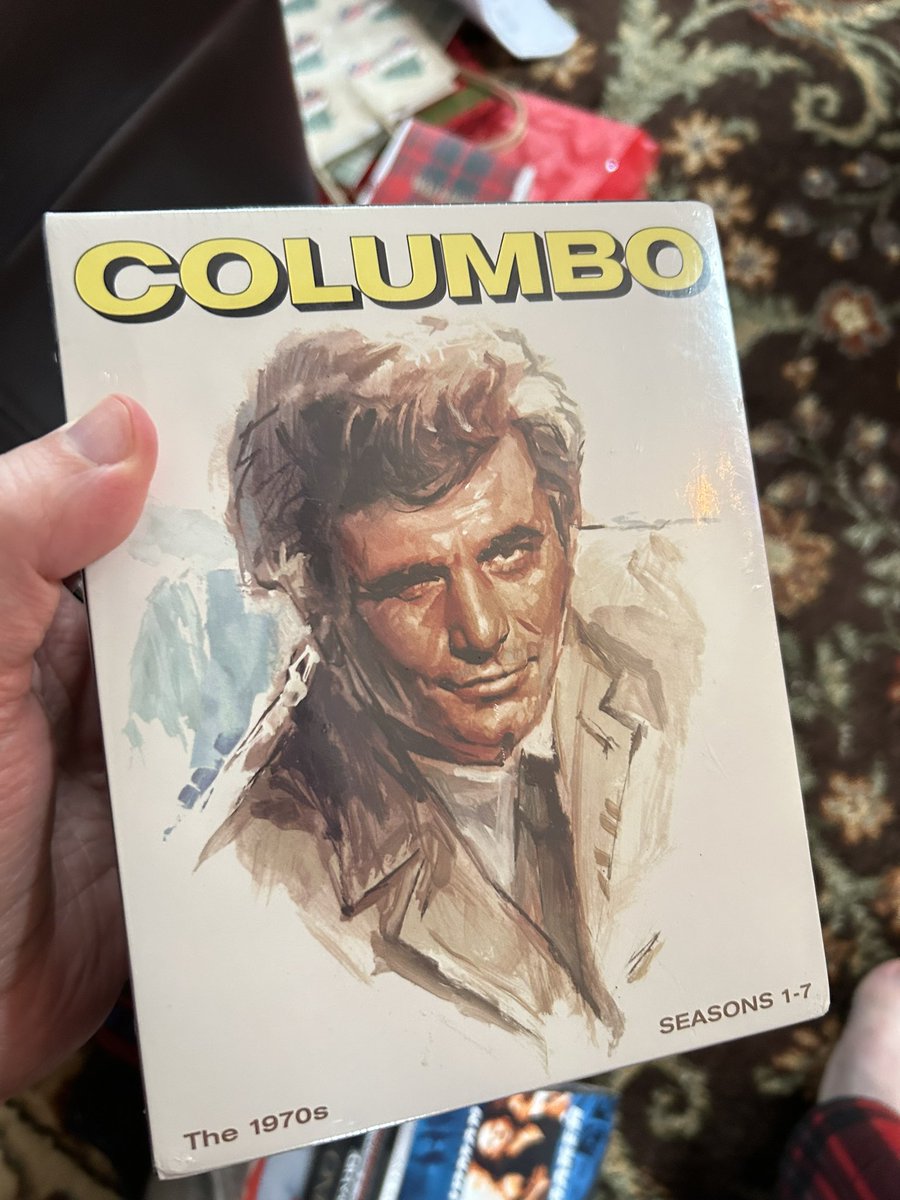 COLUMBO
SEASONS 1-7
The 1970s